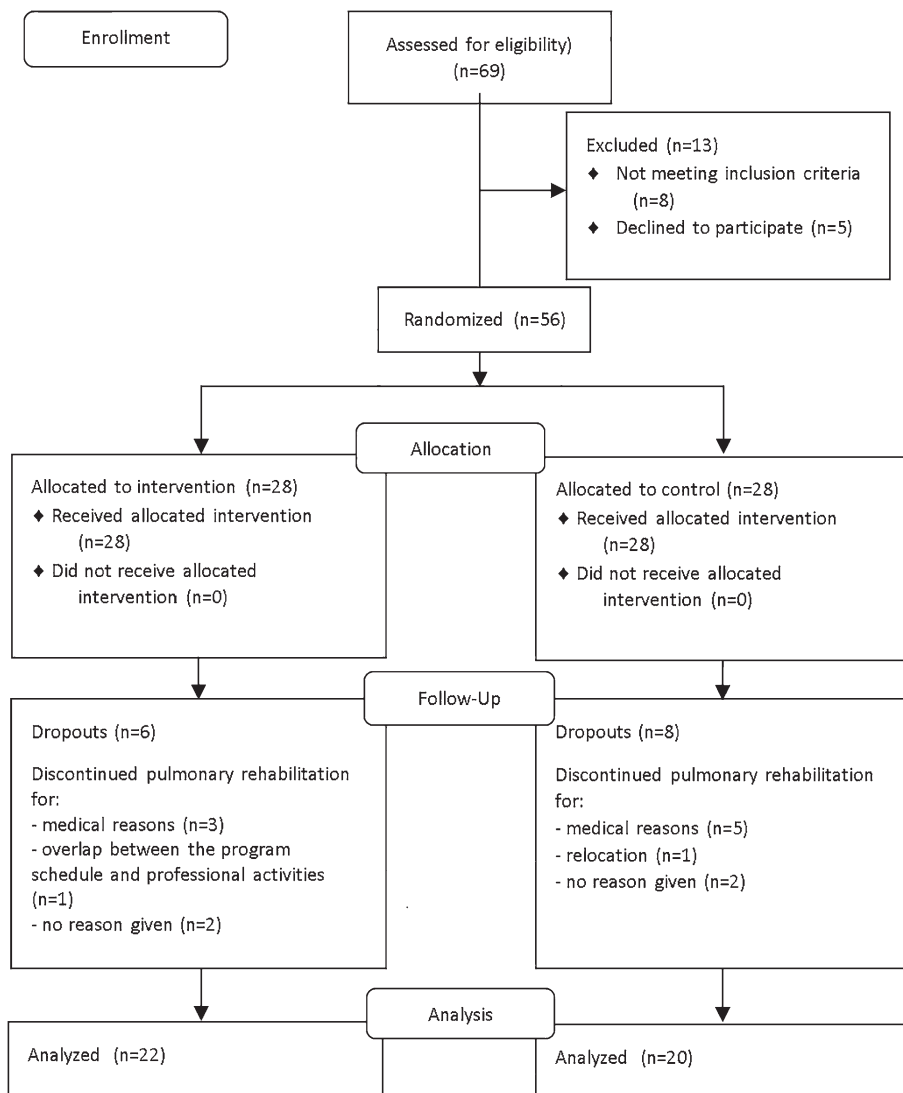 Enrollment
Assessed for eligibility)
(n=69)
Excluded (n=13)
♦ Not meeting inclusion criteria
(n=8)
♦ Declined to participate (n=5)
Randomized (n=56)
Allocation
Allocated to intervention (n=28)
♦ Received allocated intervention
(n=28)
♦ Did not receive allocated
intervention (n=0)
Allocated to control (n=28)
♦ Received allocated intervention
(n=28)
♦ Did not receive allocated
intervention (n=0)
Follow-Up
Dropouts (n=6)
Discontinued pulmonary rehabilitation
for:
- medical reasons (n=3)
- overlap between the program
schedule and professional activities
(n=1)
- no reason given (n=2)
Dropouts (n=8)
Discontinued pulmonary rehabilitation
for:
- medical reasons (n=5)
- relocation (n=1)
- no reason given (n=2)
Analysis
Analyzed (n=22)
Analyzed (n=20)